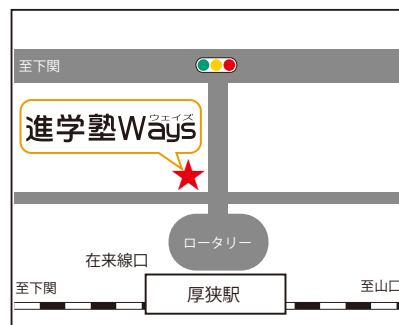 至下関
ウェイズ
進学塾Ways
ロータリー
在来線口
至下関
厚狭駅
至山口